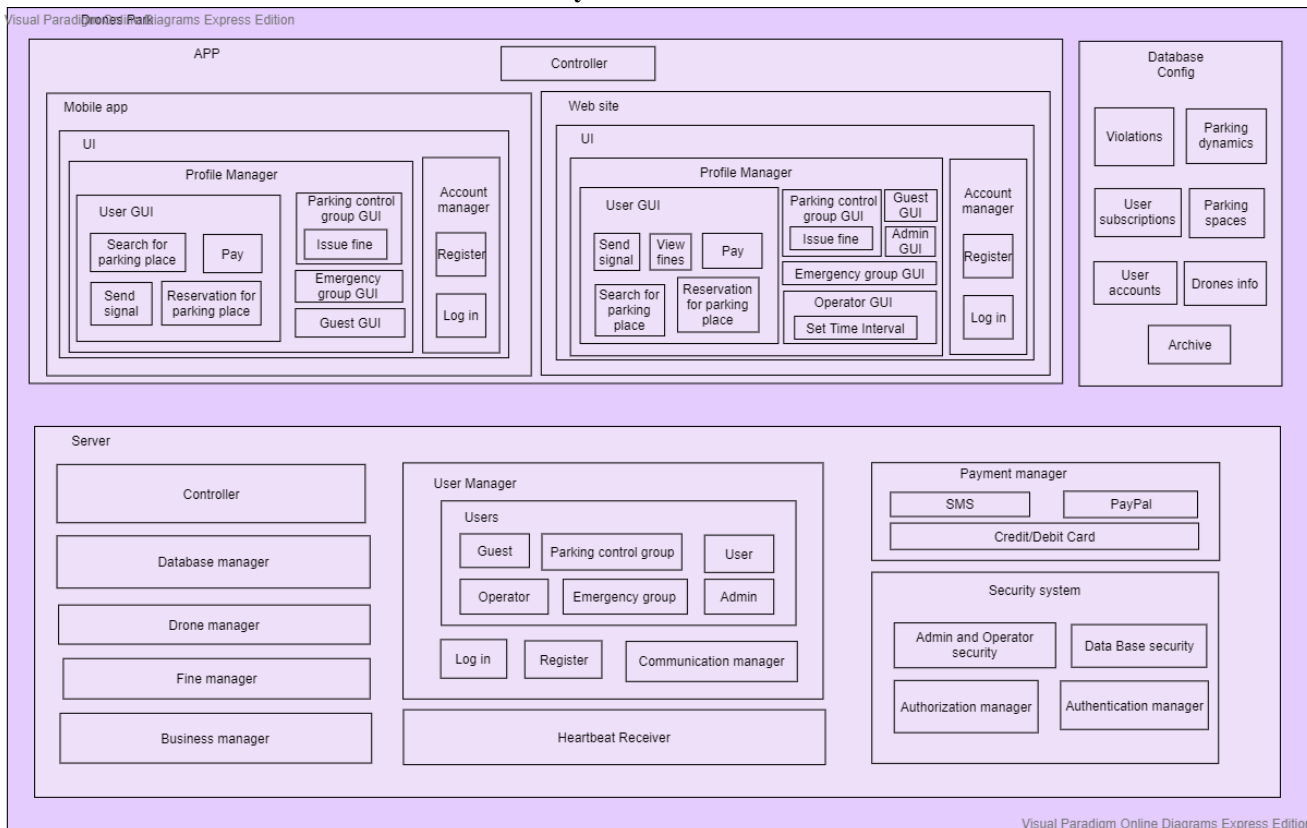 Visual Paradigm Online Diagrams Express Edition
Drones Park
APP
Controller
Mobile app
UI
Profile Manager
User GUI
Search for
parking place
Pay
Send
signal
Reservation for
parking place
Parking control
group GUI
Issue fine
Emergency
group GUI
Guest GUI
Account
manager
Register
Log in
Web site
UI
Profile Manager
User GUI
Send
signal
View
fines
Pay
Search for
parking
place
Reservation
for parking
place
Parking control
group GUI
Issue fine
Guest
GUI
Admin
GUI
Emergency group GUI
Operator GUI
Set Time Interval
Account
manager
Register
Log in
Database
Config
Violations
Parking
dynamics
User
subscriptions
Parking
spaces
User
accounts
Drones info
Archive
Server
Controller
Database manager
Drone manager
Fine manager
Business manager
User Manager
Users
Guest
Parking control group
User
Operator
Emergency group
Admin
Log in
Register
Communication manager
Heartbeat Receiver
Payment manager
SMS
PayPal
Credit/Debit Card
Security system
Admin and Operator
security
Data Base security
Authorization manager
Authentication manager
Visual Paradigm Online Diagrams Express Edition